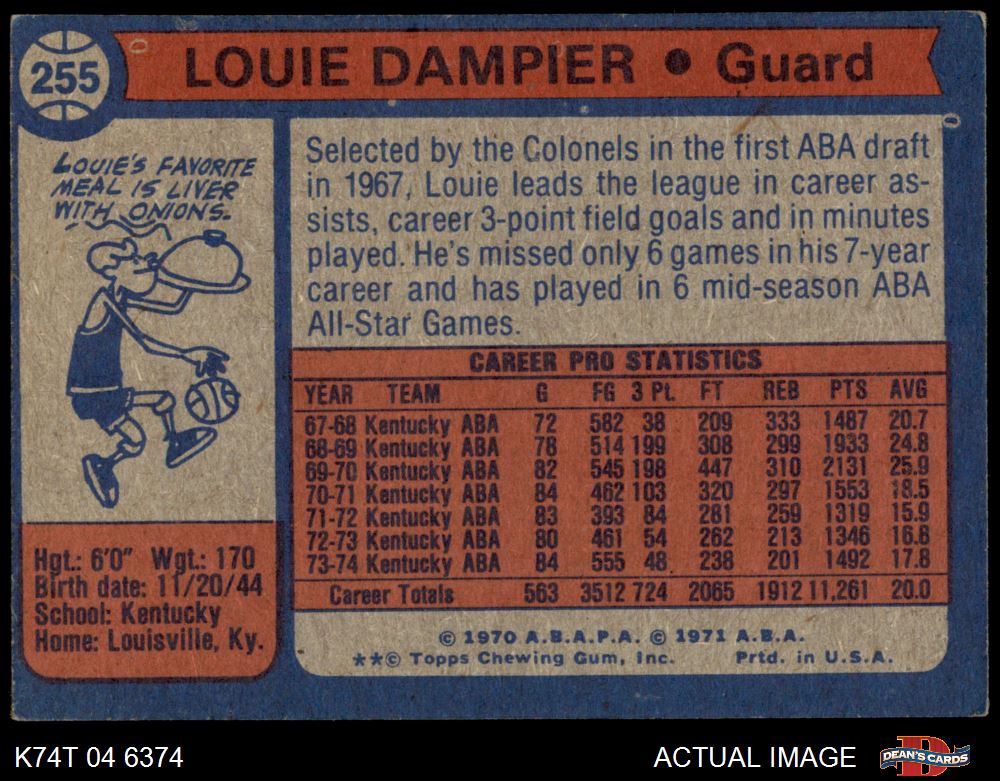 255
LOUIE DAMPIER • Guard
LOUIE'S FAVORITE
MEAL IS LIVER
WITH ONIONS.
Selected by the Colonels in the first ABA draft
in 1967, Louie leads the league in career as-
sists, career 3-point field goals and in minutes
played. He's missed only 6 games in his 7-year
career and has played in 6 mid-season ABA
All-Star Games.
CAREER PRO STATISTICS
YEAR TEAM G FG 3 Pt. FT REB PTS AVG
67-68 Kentucky ABA 72 582 38 209 333 1487 20.7
68-69 Kentucky ABA 78 514 199 308 299 1933 24.8
69-70 Kentucky ABA 82 545 198 447 310 2131 25.9
70-71 Kentucky ABA 84 462 103 320 297 1553 18.5
71-72 Kentucky ABA 83 393 84 281 259 1319 15.9
72-73 Kentucky ABA 80 461 54 262 213 1346 16.8
73-74 Kentucky ABA 84 555 48 238 201 1492 17.8
Career Totals 563 3512 724 2065 1912 11,261 20.0
Hgt.: 6'0" Wgt.: 170
Birth date: 11/20/44
School: Kentucky
Home: Louisville, Ky.
© 1970 A.B.A.P.A. © 1971 A.B.A.
**© Topps Chewing Gum, Inc. Prtd. in U.S.A.
K74T 04 6374
ACTUAL IMAGE
D
DEAN'S CARDS